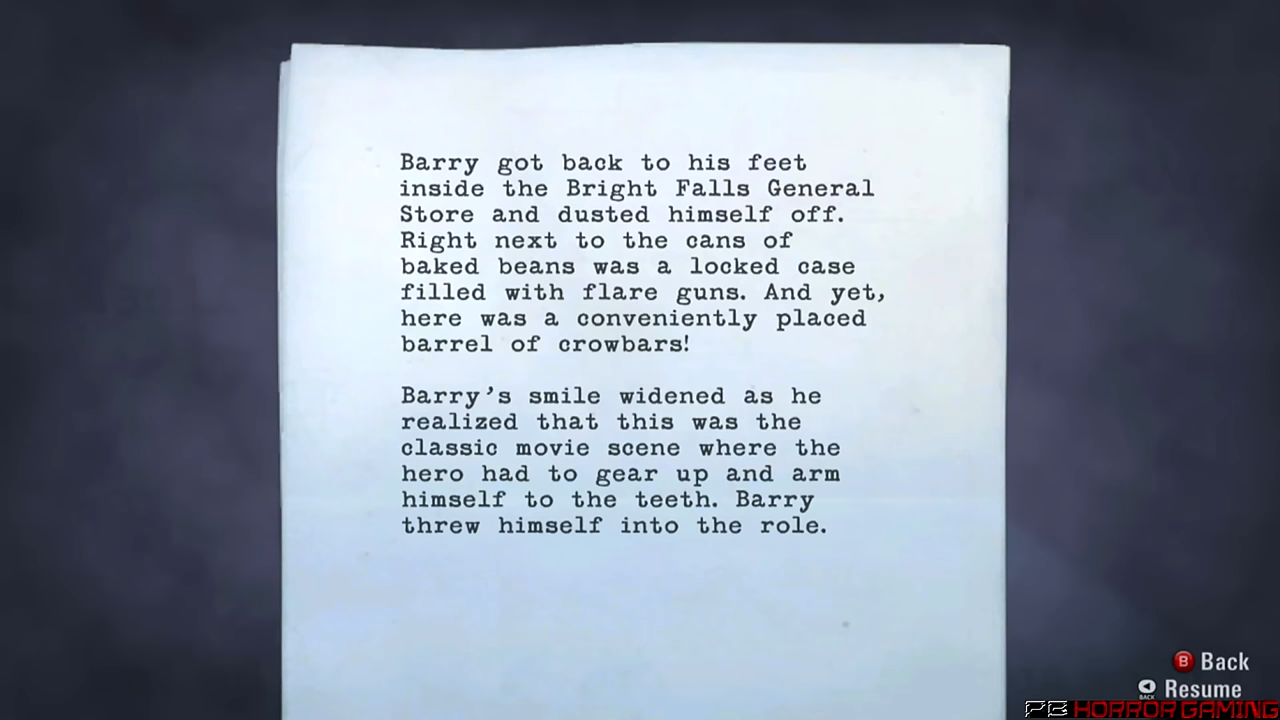 Barry got back to his feet
inside the Bright Falls General
Store and dusted himself off.
Right next to the cans of
baked beans was a locked case
filled with flare guns. And yet,
here was a conveniently placed
barrel of crowbars!
Barry's smile widened as he
realized that this was the
classic movie scene where the
hero had to gear up and arm
himself to the teeth. Barry
threw himself into the role.
B Back
BACK Resume
HORROR GAMING